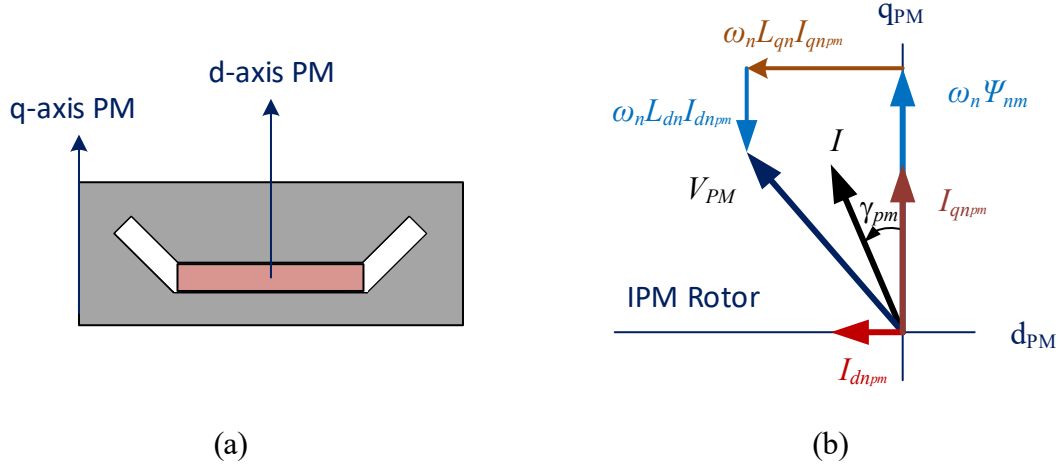 d-axis PM
q-axis PM
(a)
qPM
ωnLqnIqnpm
ωnΨnm
ωnLdnIdnpm
I
VPM
γpm
Iqnpm
IPM Rotor
dPM
Idnpm
(b)